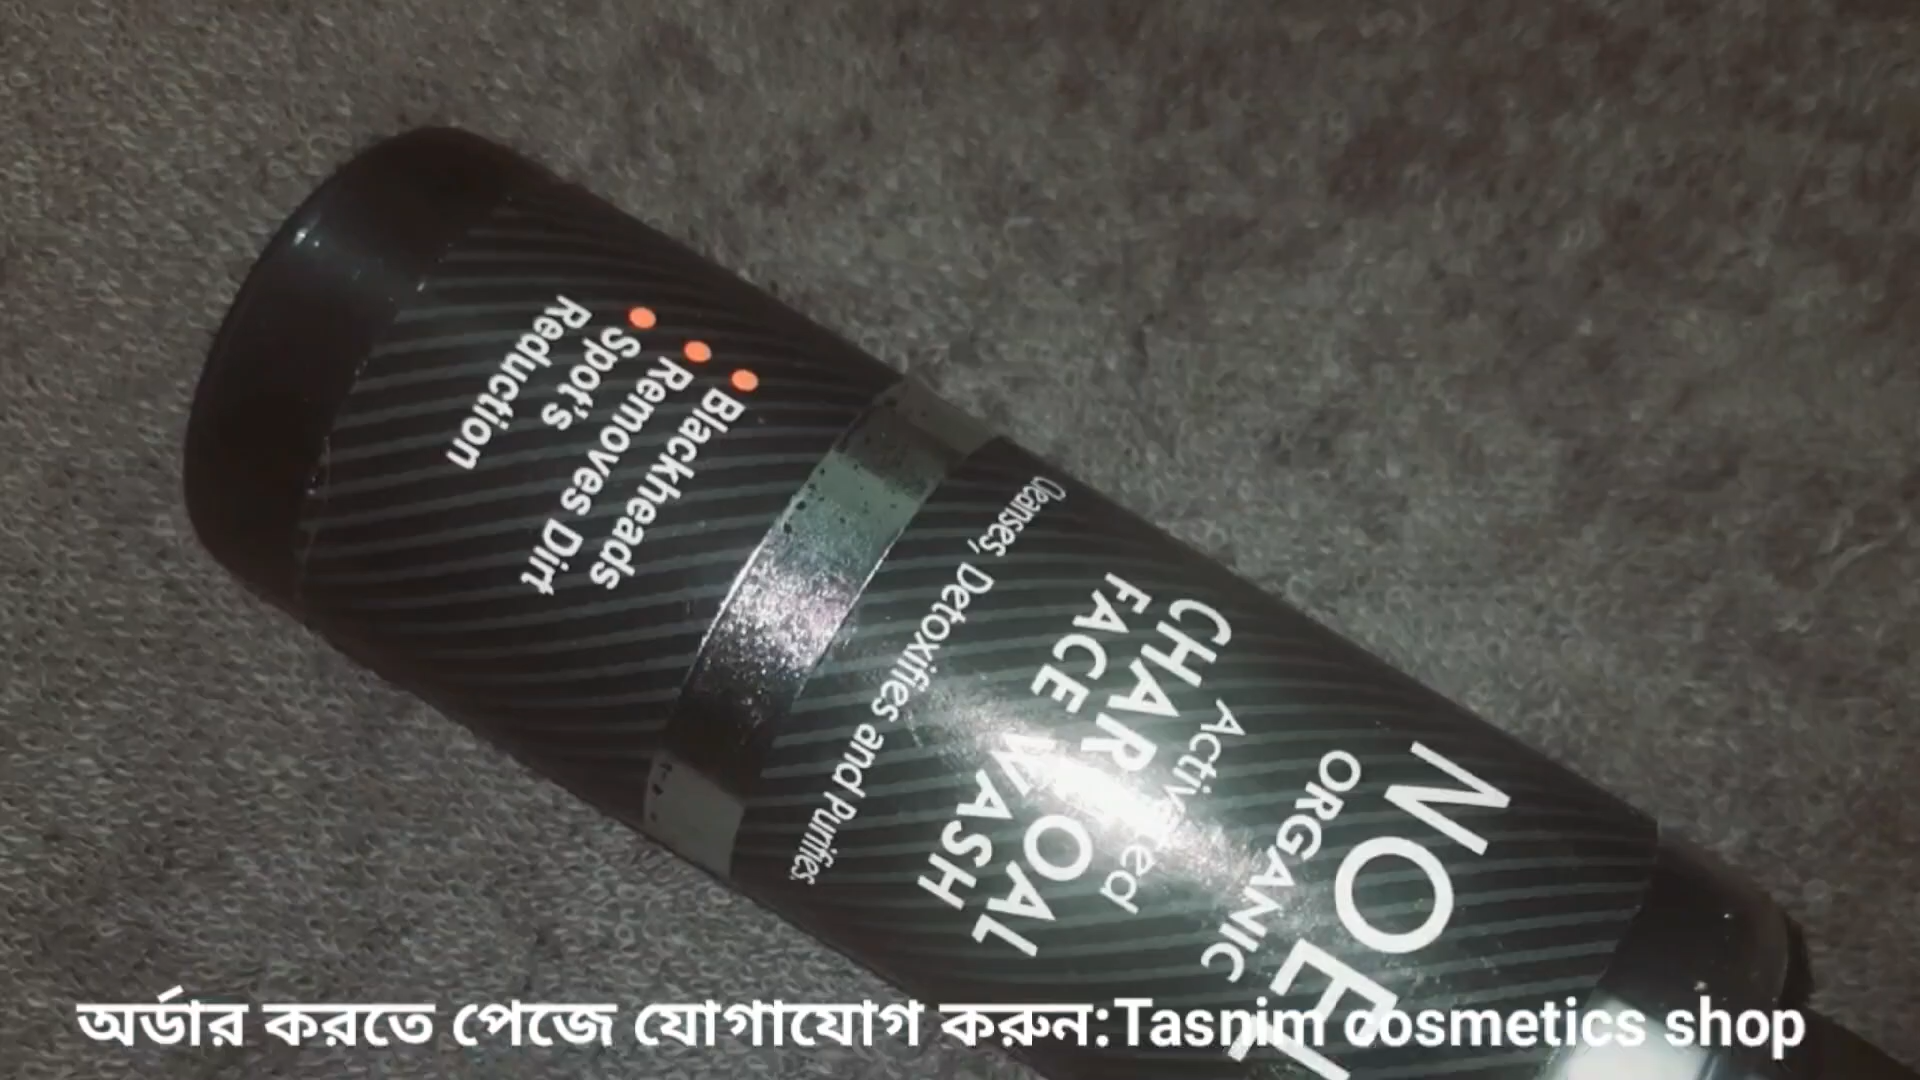 NOEL
ORGANIC
Activated
CHARCOAL
FACE WASH
Cleanses, Detoxifies and Purifies.
Blackheads
Removes Dirt
Spot's
Reduction
অর্ডার করতে পেজে যোগাযোগ করুন:Tasnim cosmetics shop